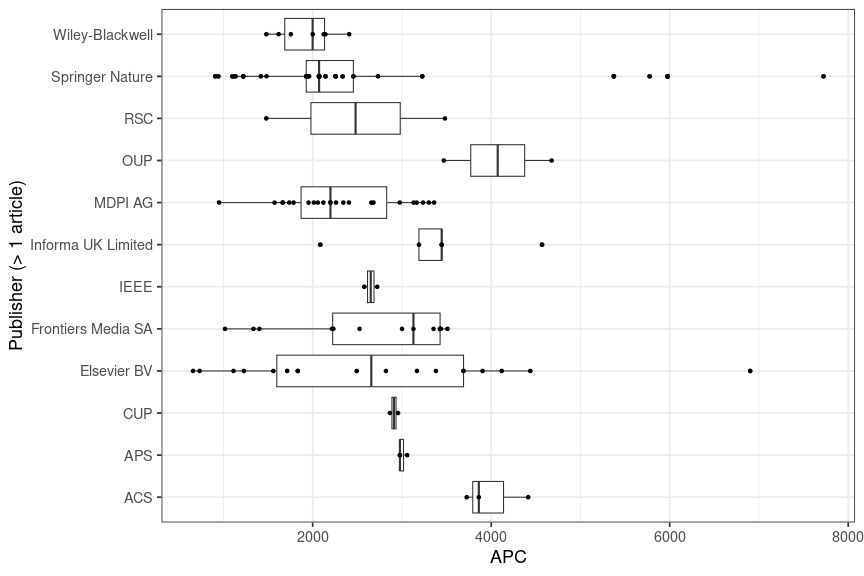 Publisher (> 1 article)
Wiley-Blackwell
Springer Nature
RSC
OUP
MDPI AG
Informa UK Limited
IEEE
Frontiers Media SA
Elsevier BV
CUP
APS
ACS
2000 4000 6000 8000
APC